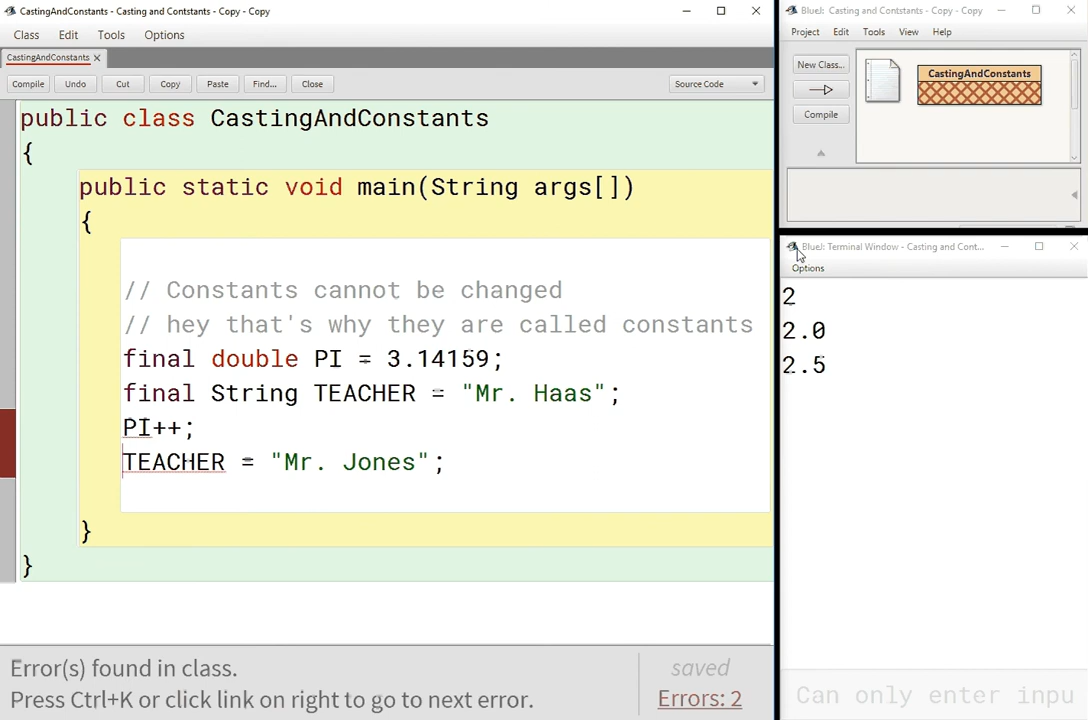 CastingAndConstants - Casting and Contstants - Copy - Copy
Class Edit Tools Options
CastingAndConstants
Compile Undo Cut Copy Paste Find... Close Source Code
public class CastingAndConstants
{
public static void main(String args[])
{
// Constants cannot be changed
// hey that's why they are called constants
final double PI = 3.14159;
final String TEACHER = "Mr. Haas";
PI++;
TEACHER = "Mr. Jones";
}
}
Error(s) found in class.
Press Ctrl+K or click link on right to go to next error.
saved
Errors: 2
BlueJ: Casting and Contstants - Copy - Copy
Project Edit Tools View Help
New Class...
Compile
CastingAndConstants
BlueJ: Terminal Window - Casting and Cont...
Options
2
2.0
2.5
Can only enter inpu